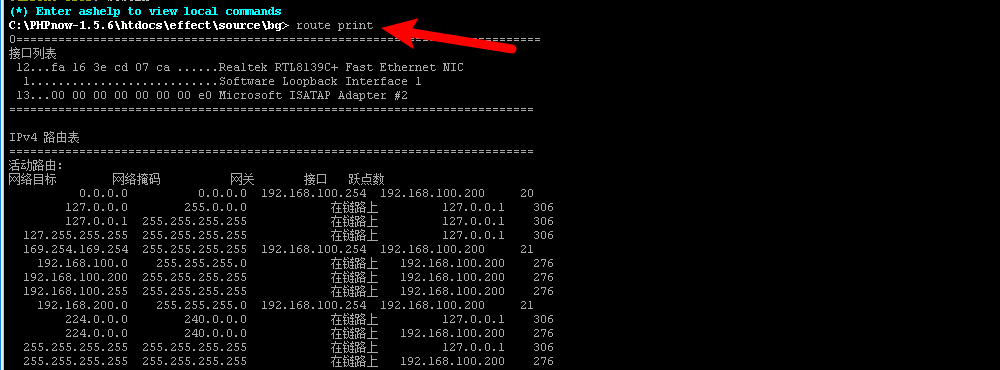 (*) Enter ashelp to view local commands
C:\PHPnow-1.5.6\htdocs\effect\source\bg> route print
0===========================================================================
接口列表
12...fa 16 3e cd 07 ca ......Realtek RTL8139C+ Fast Ethernet NIC
1...........................Software Loopback Interface 1
13...00 00 00 00 00 00 00 e0 Microsoft ISATAP Adapter #2
===========================================================================
IPv4 路由表
===========================================================================
活动路由:
网络目标 网络掩码 网关 接口 跃点数
0.0.0.0 0.0.0.0 192.168.100.254 192.168.100.200 20
127.0.0.0 255.0.0.0 在链路上 127.0.0.1 306
127.0.0.1 255.255.255.255 在链路上 127.0.0.1 306
127.255.255.255 255.255.255.255 在链路上 127.0.0.1 306
169.254.169.254 255.255.255.255 192.168.100.254 192.168.100.200 21
192.168.100.0 255.255.255.0 在链路上 192.168.100.200 276
192.168.100.200 255.255.255.255 在链路上 192.168.100.200 276
192.168.100.255 255.255.255.255 在链路上 192.168.100.200 276
192.168.200.0 255.255.255.0 192.168.100.254 192.168.100.200 21
224.0.0.0 240.0.0.0 在链路上 127.0.0.1 306
224.0.0.0 240.0.0.0 在链路上 192.168.100.200 276
255.255.255.255 255.255.255.255 在链路上 127.0.0.1 306
255.255.255.255 255.255.255.255 在链路上 192.168.100.200 276